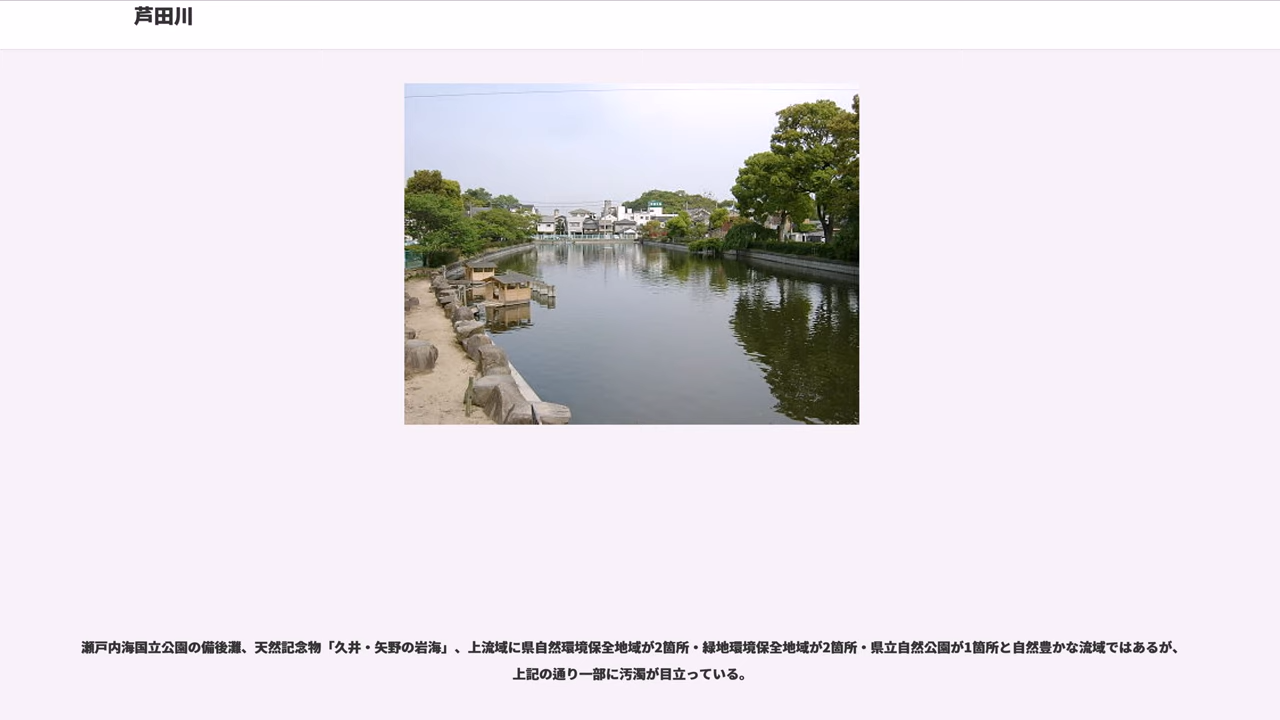 芦田川
瀬戸内海国立公園の備後灘、天然記念物「久井・矢野の岩海」、上流域に県自然環境保全地域が2箇所・緑地環境保全地域が2箇所・県立自然公園が1箇所と自然豊かな流域ではあるが、
上記の通り一部に汚濁が目立っている。